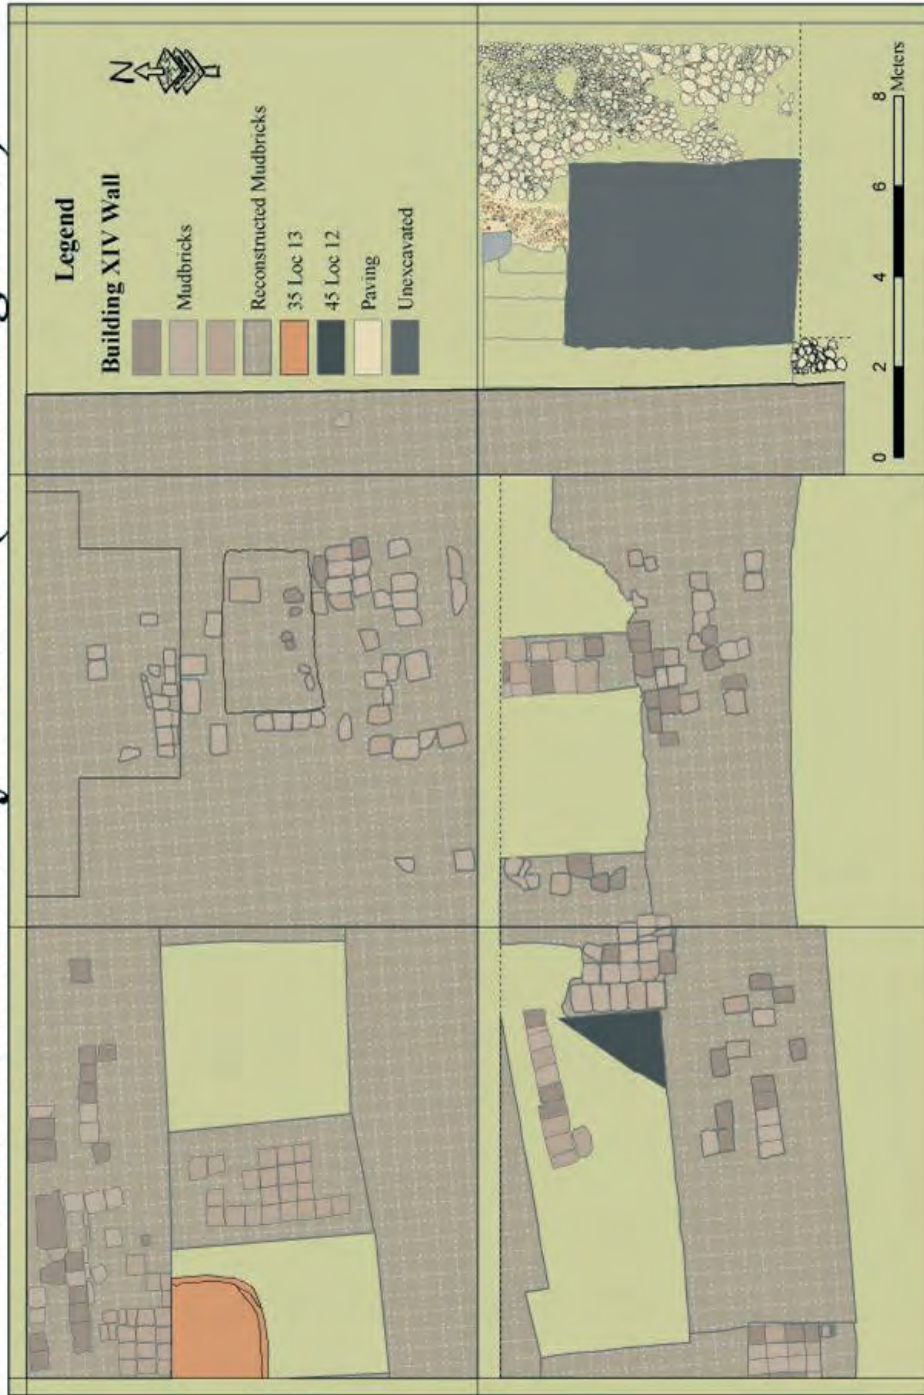 N
Legend
Building XIV Wall
Mudbricks
Reconstructed Mudbricks
35 Loc 13
45 Loc 12
Paving
Unexcavated
0 2 4 6 8
Meters